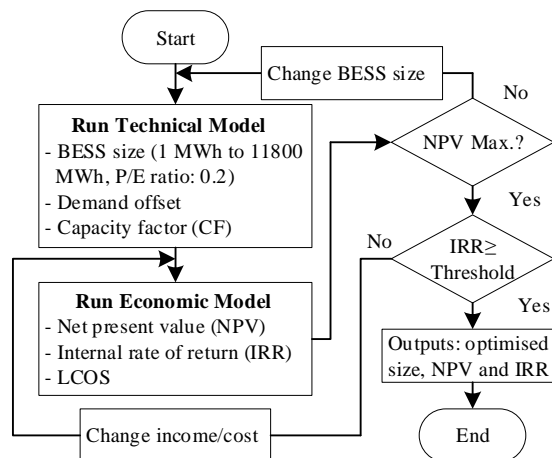 Start
Change BESS size
No
Run Technical Model
- BESS size (1 MWh to 11800
MWh, P/E ratio: 0.2)
- Demand offset
- Capacity factor (CF)
NPV Max.?
Yes
No
IRR≥
Threshold
Yes
Run Economic Model
- Net present value (NPV)
- Internal rate of return (IRR)
- LCOS
Outputs: optimised
size, NPV and IRR
Change income/cost
End